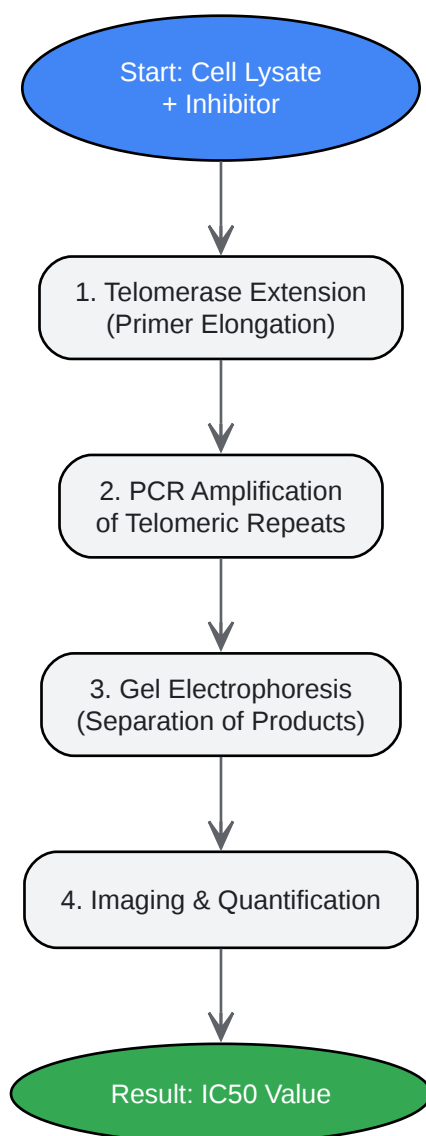 Start: Cell Lysate
+ Inhibitor
1. Telomerase Extension
(Primer Elongation)
2. PCR Amplification
of Telomeric Repeats
3. Gel Electrophoresis
(Separation of Products)
4. Imaging & Quantification
Result: IC50 Value